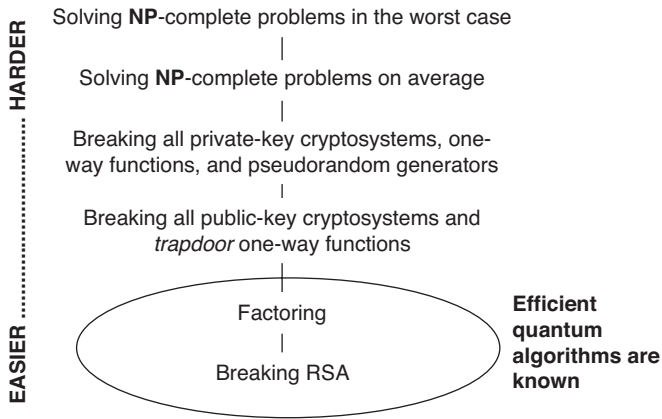 Solving NP-complete problems in the worst case
Solving NP-complete problems on average
Breaking all private-key cryptosystems, one-
way functions, and pseudorandom generators
Breaking all public-key cryptosystems and
trapdoor one-way functions
Factoring
Breaking RSA
Efficient
quantum
algorithms are
known
EASIER ........................... HARDER